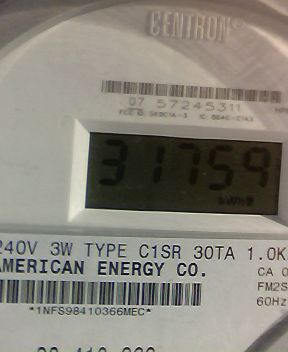 CENTRON®
07 57245311
31759
kWh
240V 3W TYPE C1SR 30TA 1.0K
AMERICAN ENERGY CO.
CA 0
FM2S
60Hz
*1NFS98410366MEC*